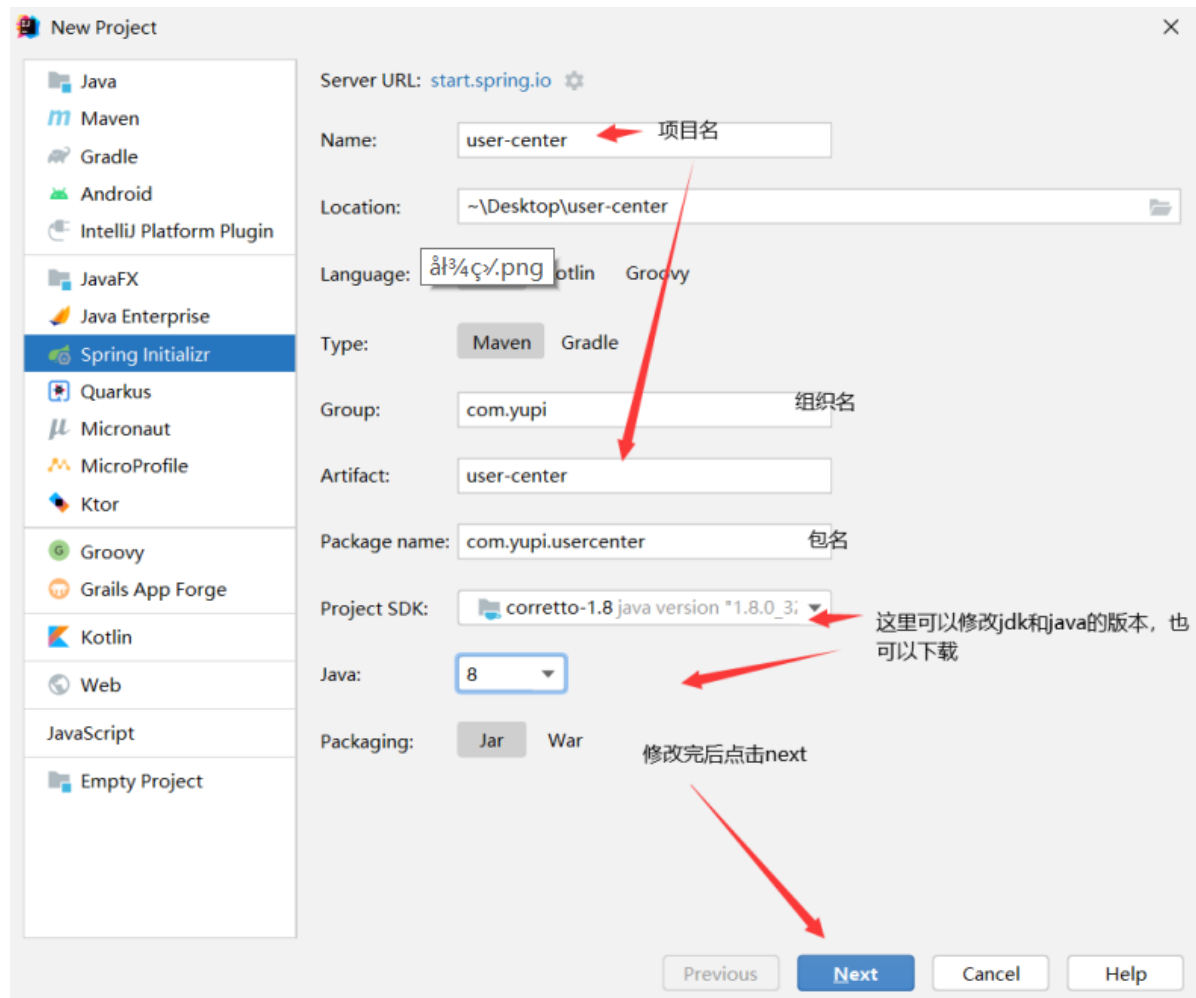 New Project
Java
Maven
Gradle
Android
IntelliJ Platform Plugin
JavaFX
Java Enterprise
Spring Initializr
Quarkus
Micronaut
MicroProfile
Ktor
Groovy
Grails App Forge
Kotlin
Web
JavaScript
Empty Project
Server URL: start.spring.io
Name: user-center 项目名
Location: ~\Desktop\user-center
Language: åł¾ç›´.png otlin Groovy
Type: Maven Gradle
Group: com.yupi 组织名
Artifact: user-center
Package name: com.yupi.usercenter 包名
Project SDK: corretto-1.8 java version "1.8.0_32
这里可以修改jdk和java的版本，也
可以下载
Java: 8
Packaging: Jar War
修改完后点击next
Previous Next Cancel Help